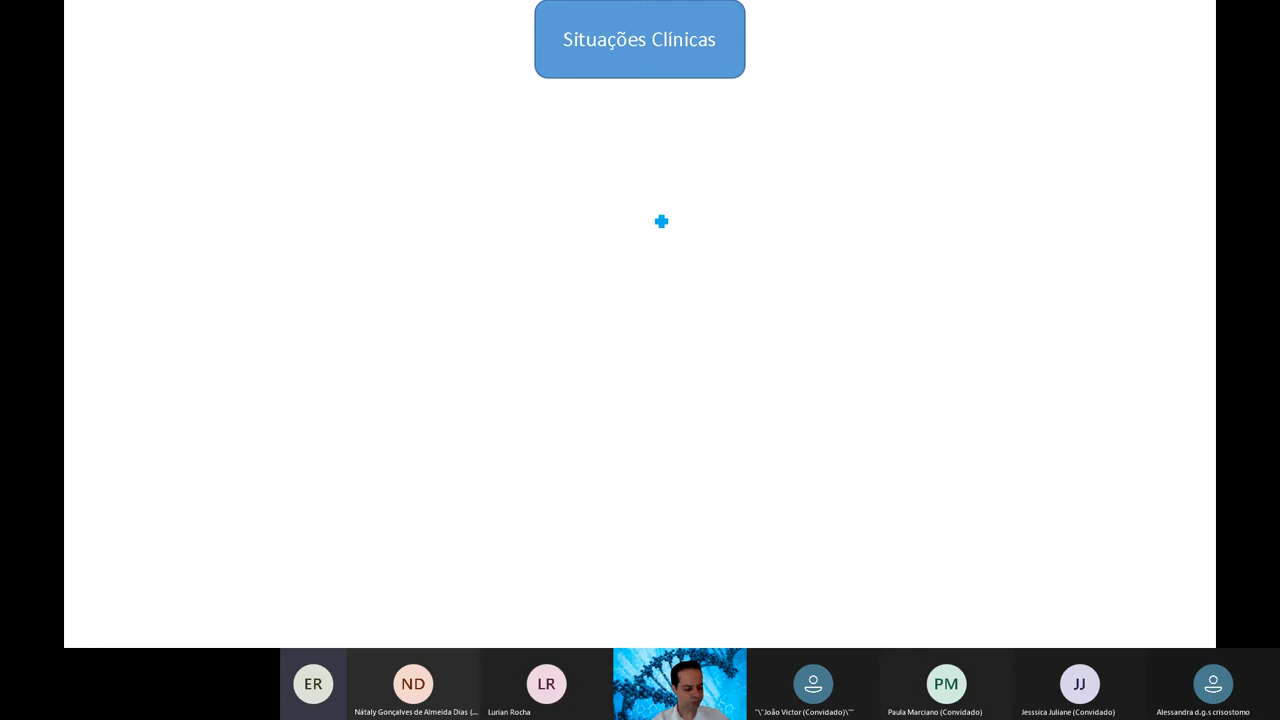 Situações Clínicas
ER
ND
LR
PM
JJ
Nátaly Gonçalves de Almeida Dias (...
Lurian Rocha
"\"João Victor (Convidado)\""
Paula Marciano (Convidado)
Jesssica Juliane (Convidado)
Alessandra d.g.s crisostomo